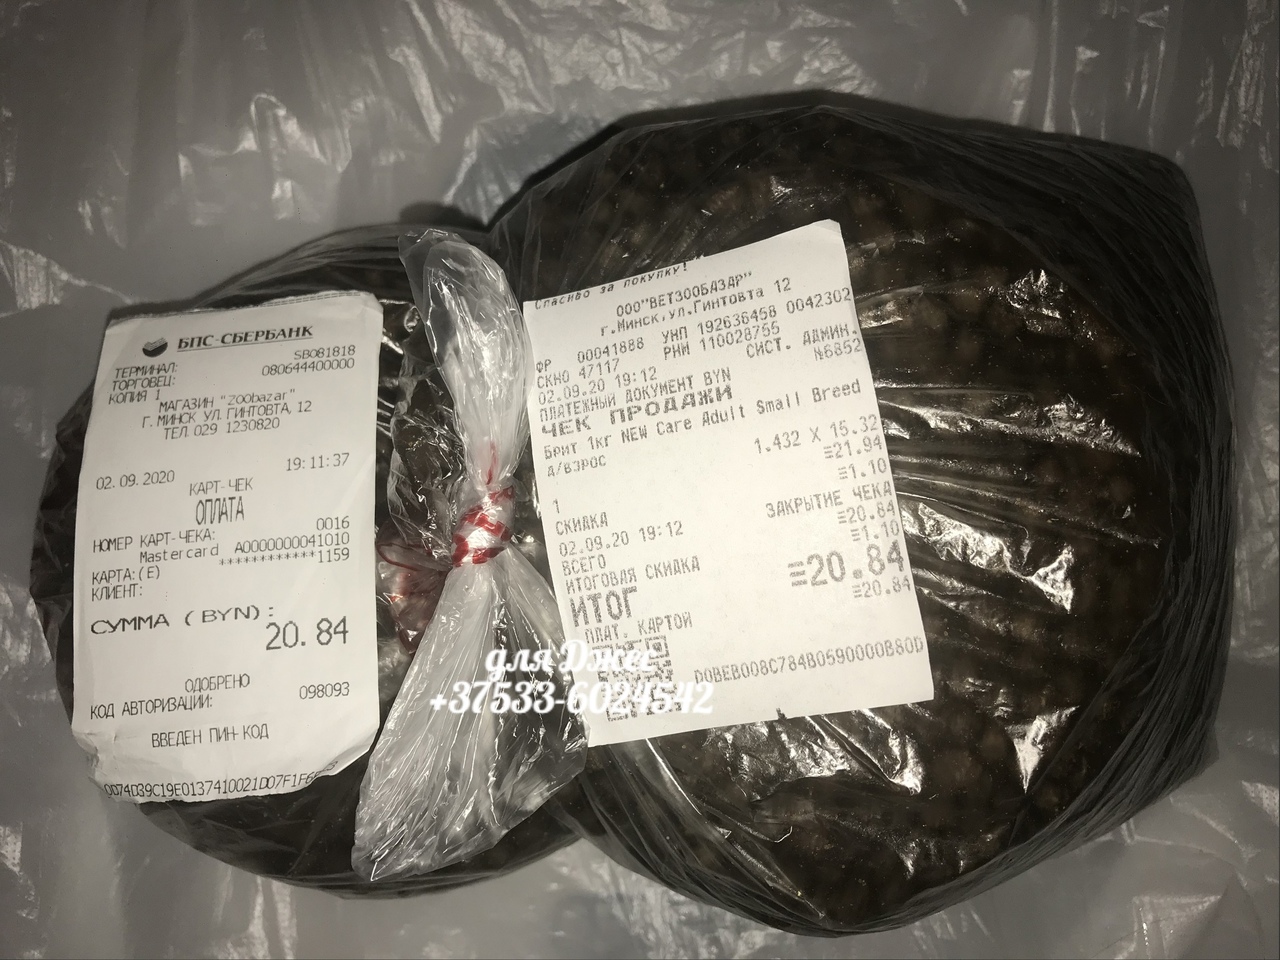 БПС-СБЕРБАНК
ТЕРМИНАЛ: SB081818
ТОРГОВЕЦ: 080644400000
КОПИЯ 1
МАГАЗИН "Zoobazar"
Г. МИНСК УЛ. ГИНТОВТА, 12
ТЕЛ. 029 1230820
02.09.2020 19:11:37
КАРТ-ЧЕК
ОПЛАТА
НОМЕР КАРТ-ЧЕКА: 0016
Mastercard A0000000041010
КАРТА:(E) ************1159
КЛИЕНТ:
СУММА (BYN):
20.84
ОДОБРЕНО
КОД АВТОРИЗАЦИИ: 098093
ВВЕДЕН ПИН-КОД
Спасибо за покупку!
ООО"ВЕТЗООБАЗАР"
г.Минск,ул.Гинтовта 12
ФР 00041888 УНП 192636458 0042302
СКНО 47117 РНМ 110028755
02.09.20 19:12 СИСТ. АДМИН.
ПЛАТЕЖНЫЙ ДОКУМЕНТ BYN №6852
ЧЕК ПРОДАЖИ
Брит 1кг NEW Care Adult Small Breed
д/взрос
1.432 X 15.32
1 ≡21.94
СКИДКА ≡1.10
02.09.20 19:12 ЗАКРЫТИЕ ЧЕКА
ВСЕГО ≡20.84
ИТОГОВАЯ СКИДКА ≡1.10
ИТОГ ≡20.84
ПЛАТ. КАРТОЙ ≡20.84
D0BEB008C784B0590000B80D
для Джес
+37533-6024542